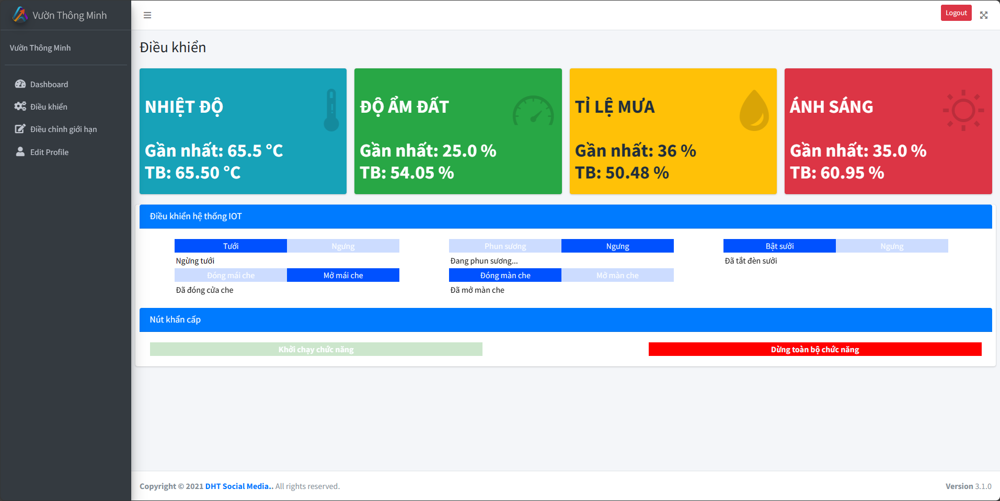 Vườn Thông Minh
Logout
Vườn Thông Minh
Dashboard
Điều khiển
Điều chỉnh giới hạn
Edit Profile
Điều khiển
NHIỆT ĐỘ
Gần nhất: 65.5 °C
TB: 65.50 °C
ĐỘ ẨM ĐẤT
Gần nhất: 25.0 %
TB: 54.05 %
TỈ LỆ MƯA
Gần nhất: 36 %
TB: 50.48 %
ÁNH SÁNG
Gần nhất: 35.0 %
TB: 60.95 %
Điều khiển hệ thống IOT
Tưới Ngưng
Ngừng tưới
Phun sương Ngưng
Đang phun sương...
Bật sưởi Ngưng
Đã tắt đèn sưởi
Đóng mái che Mở mái che
Đã đóng cửa che
Đóng màn che Mở màn che
Đã mở màn che
Nút khẩn cấp
Khởi chạy chức năng
Dừng toàn bộ chức năng
Copyright © 2021 DHT Social Media.. All rights reserved.
Version 3.1.0